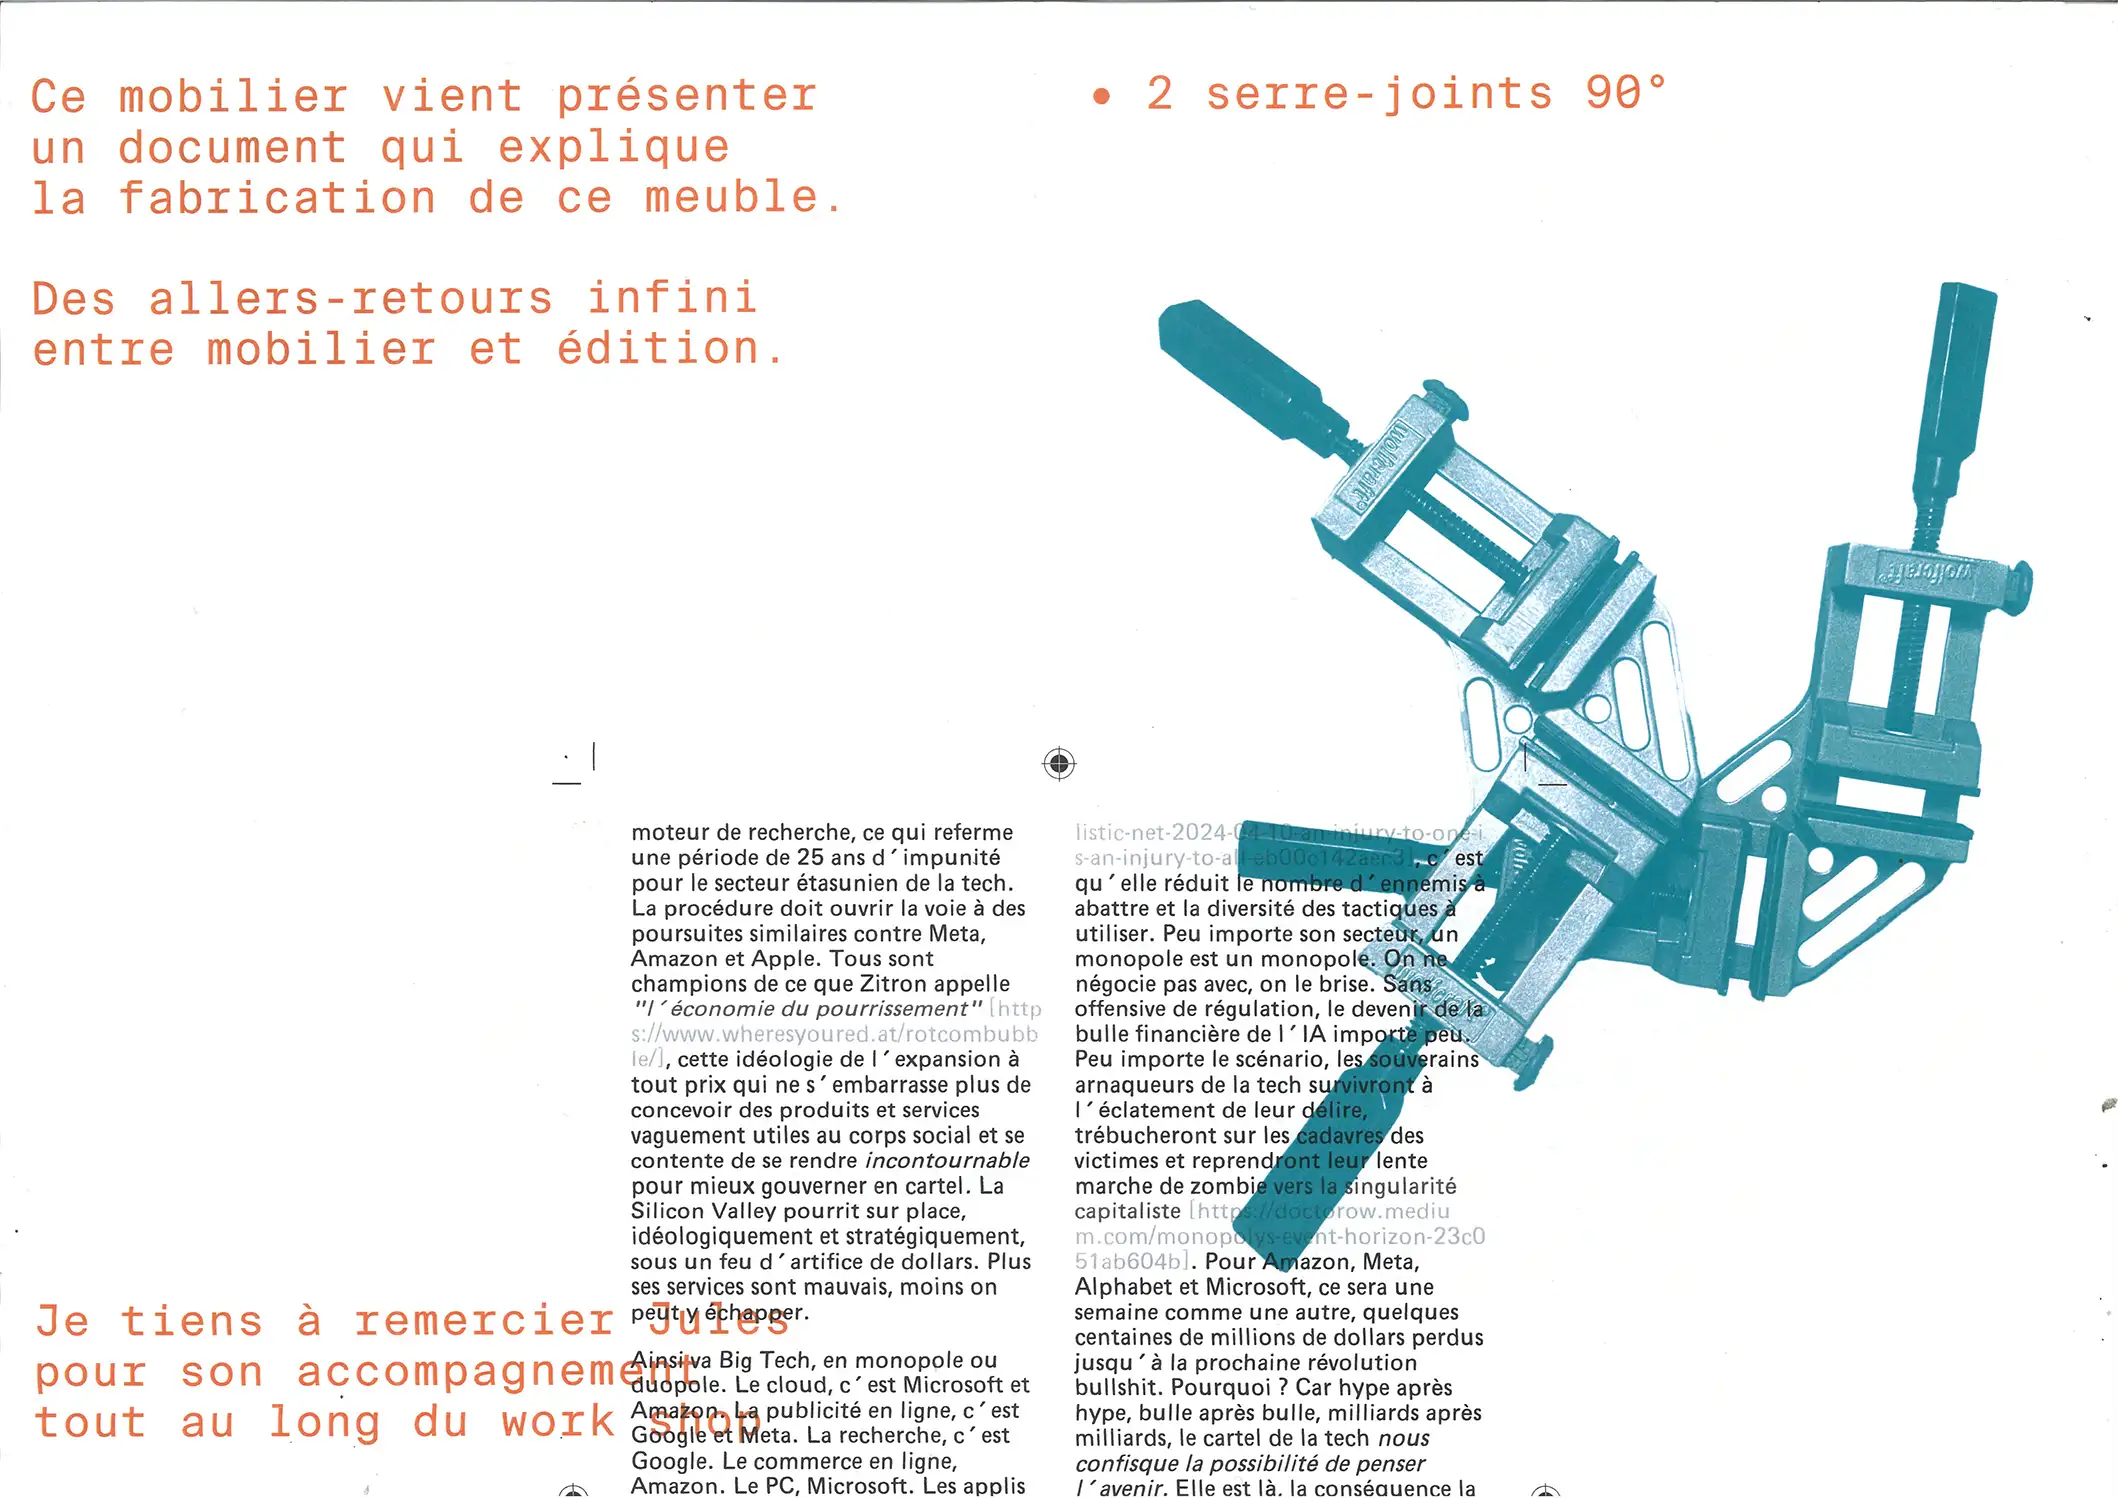 Ce mobilier vient présenter
un document qui explique
la fabrication de ce meuble.
Des allers-retours infini
entre mobilier et édition.
• 2 serre-joints 90°
wolfcraft®
wolfcraft®
wolfcraft®
moteur de recherche, ce qui referme
une période de 25 ans d´impunité
pour le secteur étasunien de la tech.
La procédure doit ouvrir la voie à des
poursuites similaires contre Meta,
Amazon et Apple. Tous sont
champions de ce que Zitron appelle
"l´économie du pourrissement" [http
s://www.wheresyoured.at/rotcombubb
le/], cette idéologie de l´expansion à
tout prix qui ne s´embarrasse plus de
concevoir des produits et services
vaguement utiles au corps social et se
contente de se rendre incontournable
pour mieux gouverner en cartel. La
Silicon Valley pourrit sur place,
idéologiquement et stratégiquement,
sous un feu d´artifice de dollars. Plus
ses services sont mauvais, moins on
peut y échapper.
Ainsi va Big Tech, en monopole ou
duopole. Le cloud, c´est Microsoft et
Amazon. La publicité en ligne, c´est
Google et Meta. La recherche, c´est
Google. Le commerce en ligne,
Amazon. Le PC, Microsoft. Les applis
listic-net-2024-04-10-an-injury-to-one-i
s-an-injury-to-all-eb00c142aec3], c´est
qu´elle réduit le nombre d´ennemis à
abattre et la diversité des tactiques à
utiliser. Peu importe son secteur, un
monopole est un monopole. On ne
négocie pas avec, on le brise. Sans
offensive de régulation, le devenir de la
bulle financière de l´IA importe peu.
Peu importe le scénario, les souverains
arnaqueurs de la tech survivront à
l´éclatement de leur délire,
trébucheront sur les cadavres des
victimes et reprendront leur lente
marche de zombie vers la singularité
capitaliste [https://doctorow.mediu
m.com/monopolys-event-horizon-23c0
51ab604b]. Pour Amazon, Meta,
Alphabet et Microsoft, ce sera une
semaine comme une autre, quelques
centaines de millions de dollars perdus
jusqu´à la prochaine révolution
bullshit. Pourquoi ? Car hype après
hype, bulle après bulle, milliards après
milliards, le cartel de la tech nous
confisque la possibilité de penser
l´avenir. Elle est là, la conséquence la
Je tiens à remercier Jules
pour son accompagnement
tout au long du work shop